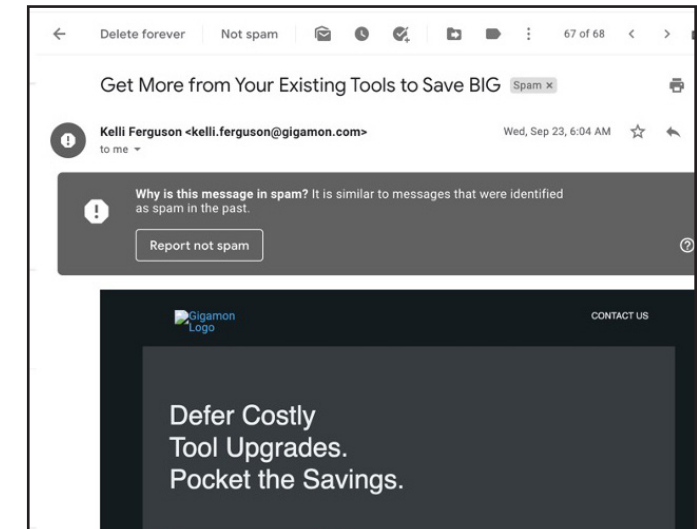 Delete forever Not spam 67 of 68
Get More from Your Existing Tools to Save BIG Spam x
Kelli Ferguson <kelli.ferguson@gigamon.com> Wed, Sep 23, 6:04 AM
to me
Why is this message in spam? It is similar to messages that were identified
as spam in the past.
Report not spam
Gigamon CONTACT US
Logo
Defer Costly
Tool Upgrades.
Pocket the Savings.